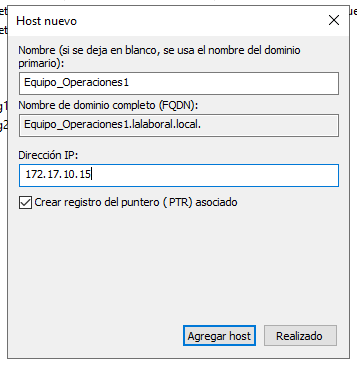 Host nuevo
Nombre (si se deja en blanco, se usa el nombre del dominio
primario):
Equipo_Operaciones1
Nombre de dominio completo (FQDN):
Equipo_Operaciones1.lalaboral.local.
Dirección IP:
172.17.10.15
Crear registro del puntero (PTR) asociado
Agregar host
Realizado